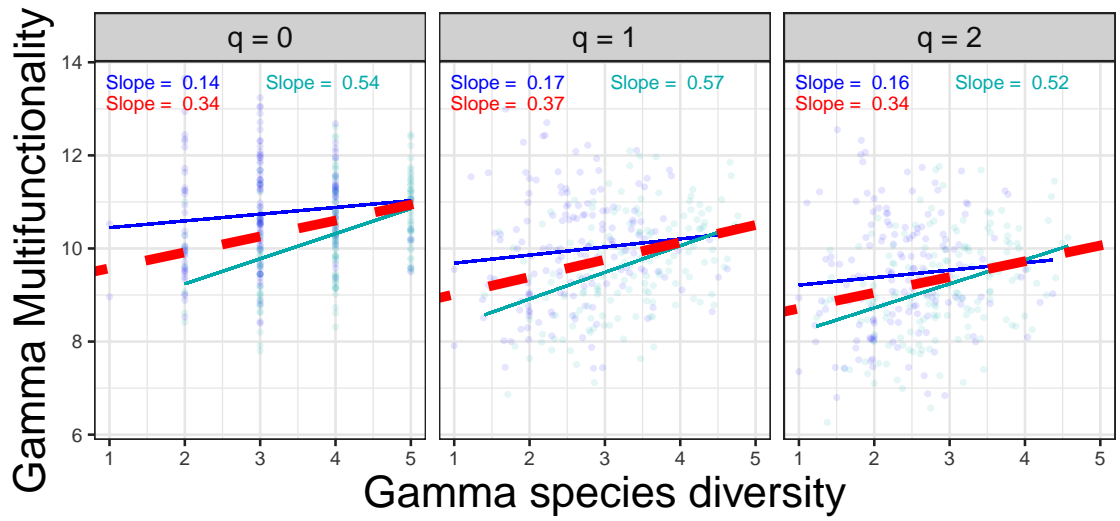 Gamma Multifunctionality
q = 0
q = 1
q = 2
14
12
10
8
6
Slope = 0.14
Slope = 0.54
Slope = 0.34
Slope = 0.17
Slope = 0.57
Slope = 0.37
Slope = 0.16
Slope = 0.52
Slope = 0.34
1 2 3 4 5
1 2 3 4 5
1 2 3 4 5
Gamma species diversity